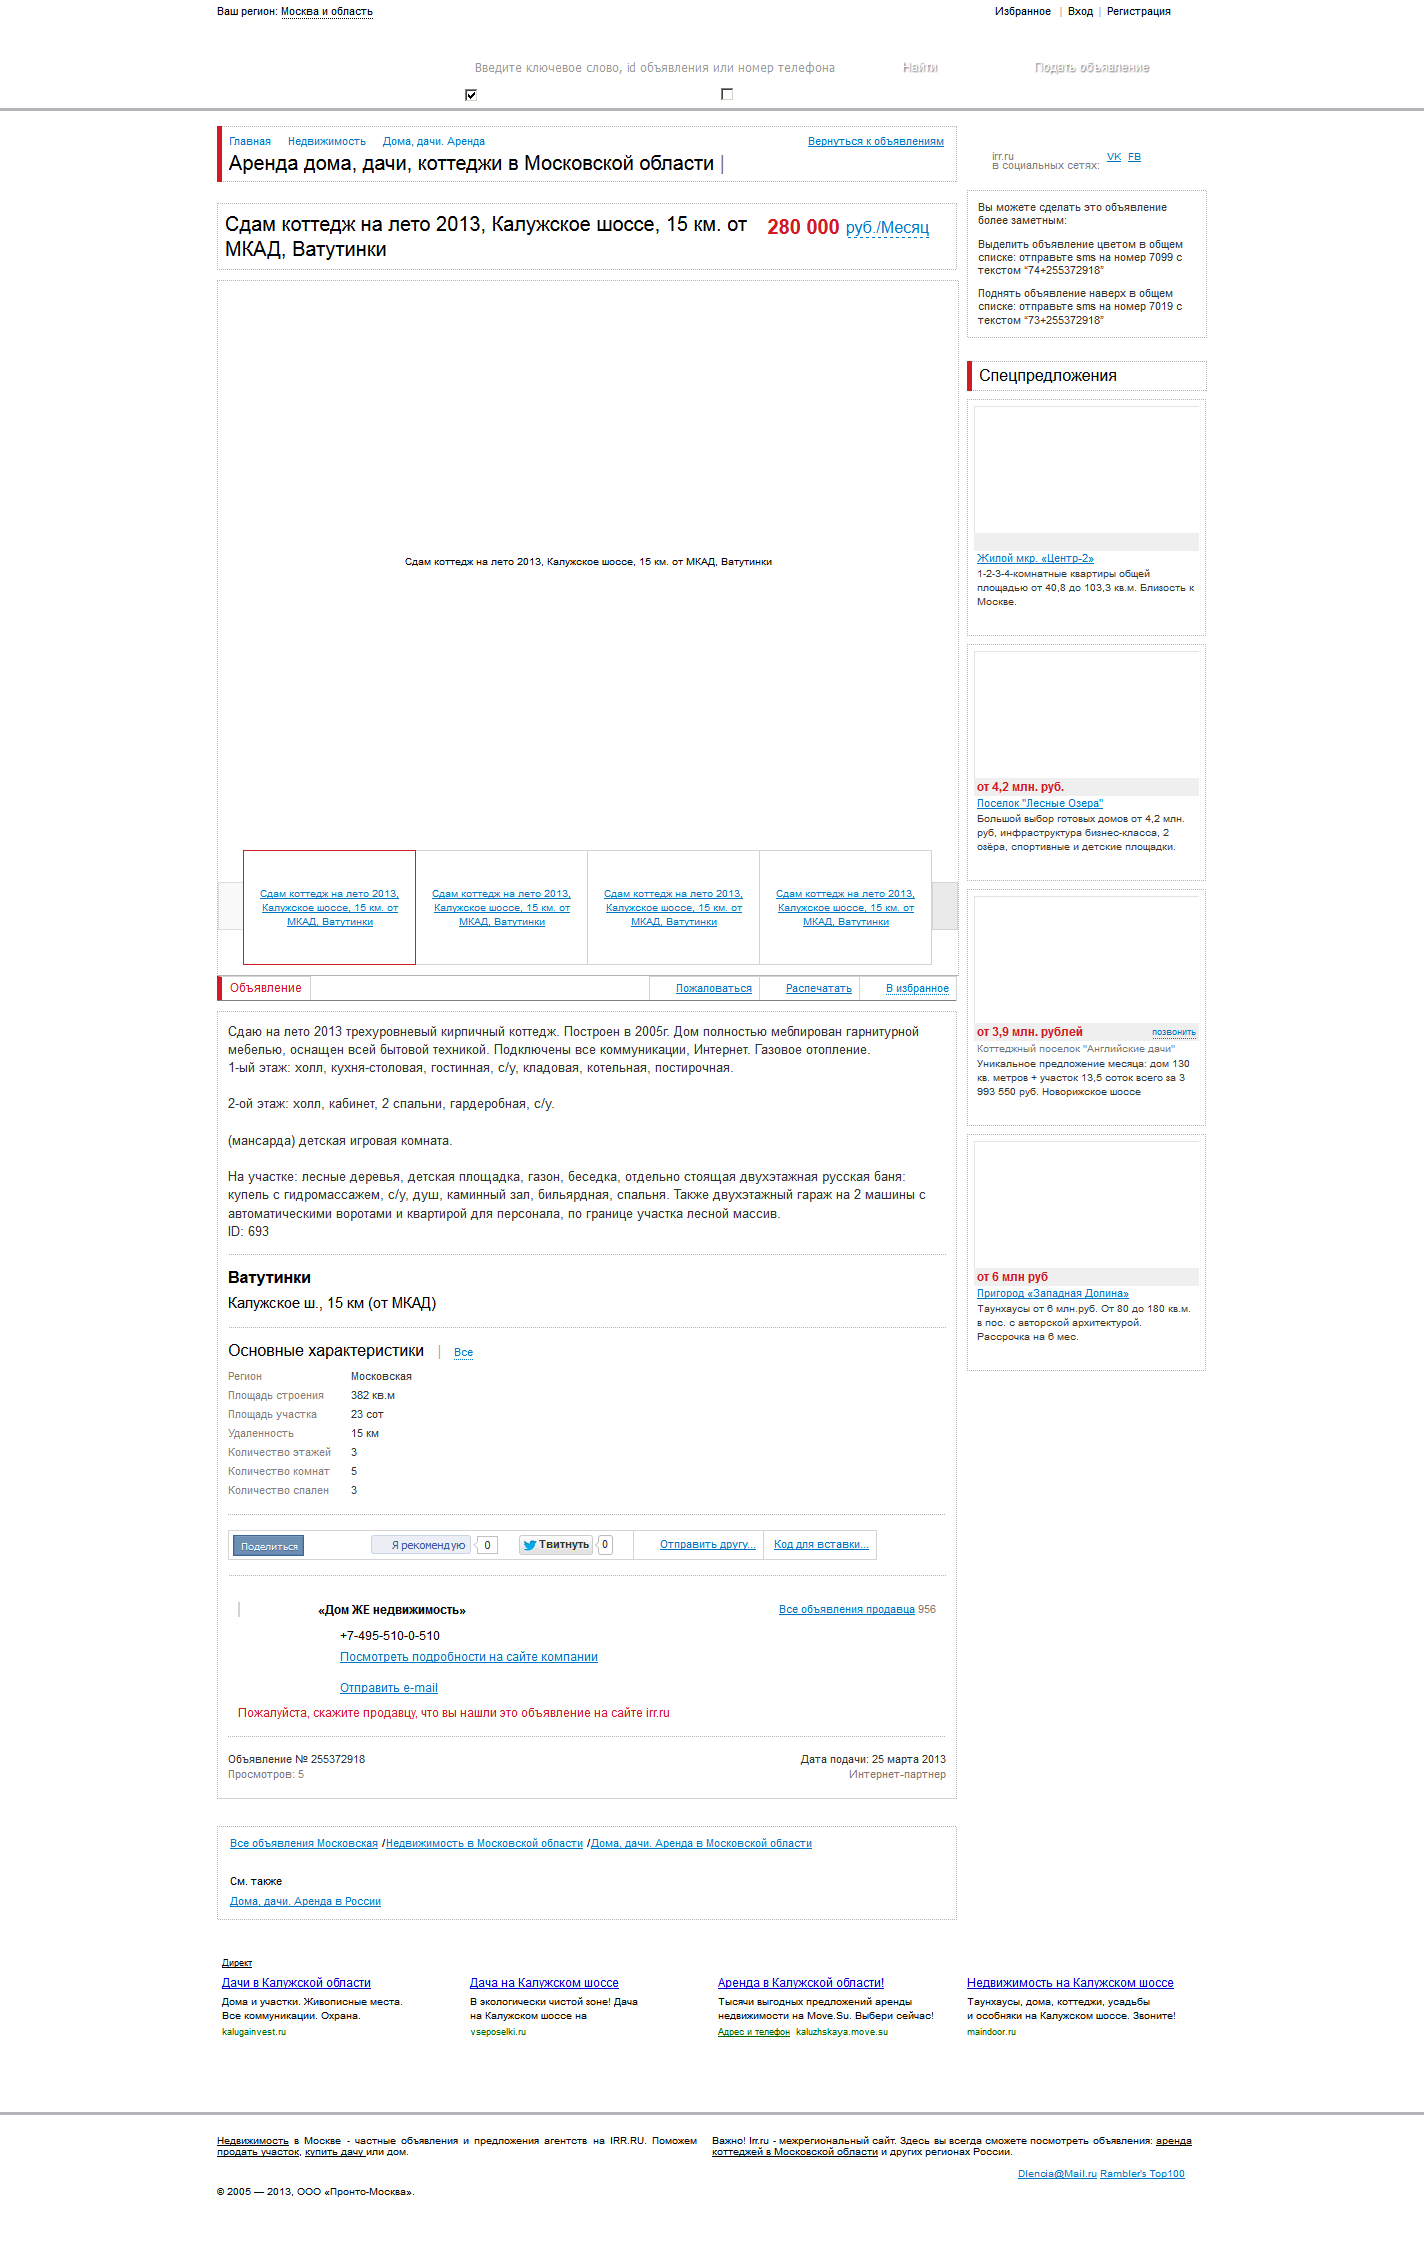 Ваш регион: Москва и область
Избранное | Вход | Регистрация
Введите ключевое слово, id объявления или номер телефона
Найти
Подать объявление
Главная Недвижимость Дома, дачи. Аренда
Вернуться к объявлениям
Аренда дома, дачи, коттеджи в Московской области |
irr.ru
в социальных сетях: VK FB
Сдам коттедж на лето 2013, Калужское шоссе, 15 км. от
МКАД, Ватутинки
280 000 руб./Месяц
Вы можете сделать это объявление
более заметным:
Выделить объявление цветом в общем
списке: отправьте sms на номер 7099 с
текстом “74+255372918”
Поднять объявление наверх в общем
списке: отправьте sms на номер 7019 с
текстом “73+255372918”
Спецпредложения
Жилой мкр. «Центр-2»
1-2-3-4-комнатные квартиры общей
площадью от 40,8 до 103,3 кв.м. Близость к
Москве.
от 4,2 млн. руб.
Поселок "Лесные Озера"
Большой выбор готовых домов от 4,2 млн.
руб, инфраструктура бизнес-класса, 2
озёра, спортивные и детские площадки.
от 3,9 млн. рублей
позвонить
Коттеджный поселок "Английские дачи"
Уникальное предложение месяца: дом 130
кв. метров + участок 13,5 соток всего за 3
993 550 руб. Новорижское шоссе
от 6 млн руб
Пригород «Западная Долина»
Таунхаусы от 6 млн.руб. От 80 до 180 кв.м.
в пос. с авторской архитектурой.
Рассрочка на 6 мес.
Сдам коттедж на лето 2013, Калужское шоссе, 15 км. от МКАД, Ватутинки
Сдам коттедж на лето 2013,
Калужское шоссе, 15 км. от
МКАД, Ватутинки
Сдам коттедж на лето 2013,
Калужское шоссе, 15 км. от
МКАД, Ватутинки
Сдам коттедж на лето 2013,
Калужское шоссе, 15 км. от
МКАД, Ватутинки
Сдам коттедж на лето 2013,
Калужское шоссе, 15 км. от
МКАД, Ватутинки
Объявление
Пожаловаться
Распечатать
В избранное
Сдаю на лето 2013 трехуровневый кирпичный коттедж. Построен в 2005г. Дом полностью меблирован гарнитурной
мебелью, оснащен всей бытовой техникой. Подключены все коммуникации, Интернет. Газовое отопление.
1-ый этаж: холл, кухня-столовая, гостинная, с/у, кладовая, котельная, постирочная.
2-ой этаж: холл, кабинет, 2 спальни, гардеробная, с/у.
(мансарда) детская игровая комната.
На участке: лесные деревья, детская площадка, газон, беседка, отдельно стоящая двухэтажная русская баня:
купель с гидромассажем, с/у, душ, каминный зал, бильярдная, спальня. Также двухэтажный гараж на 2 машины с
автоматическими воротами и квартирой для персонала, по границе участка лесной массив.
ID: 693
Ватутинки
Калужское ш., 15 км (от МКАД)
Основные характеристики | Все
Регион Московская
Площадь строения 382 кв.м
Площадь участка 23 сот
Удаленность 15 км
Количество этажей 3
Количество комнат 5
Количество спален 3
Поделиться
Я рекомендую 0
Твитнуть 0
Отправить другу...
Код для вставки...
«Дом ЖЕ недвижимость»
Все объявления продавца 956
+7-495-510-0-510
Посмотреть подробности на сайте компании
Отправить e-mail
Пожалуйста, скажите продавцу, что вы нашли это объявление на сайте irr.ru
Объявление № 255372918
Дата подачи: 25 марта 2013
Просмотров: 5
Интернет-партнер
Все объявления Московская /Недвижимость в Московской области /Дома, дачи. Аренда в Московской области
См. также
Дома, дачи. Аренда в России
Директ
Дачи в Калужской области
Дома и участки. Живописные места.
Все коммуникации. Охрана.
kalugainvest.ru
Дача на Калужском шоссе
В экологически чистой зоне! Дача
на Калужском шоссе на
vseposelki.ru
Аренда в Калужской области!
Тысячи выгодных предложений аренды
недвижимости на Move.Su. Выбери сейчас!
Адрес и телефон kaluzhskaya.move.su
Недвижимость на Калужском шоссе
Таунхаусы, дома, коттеджи, усадьбы
и особняки на Калужском шоссе. Звоните!
maindoor.ru
Недвижимость в Москве - частные объявления и предложения агентств на IRR.RU. Поможем
продать участок, купить дачу или дом.
Важно! Irr.ru - межрегиональный сайт. Здесь вы всегда сможете посмотреть объявления: аренда
коттеджей в Московской области и других регионах России.
Dlencia@Mail.ru Rambler's Top100
© 2005 — 2013, ООО «Пронто-Москва».